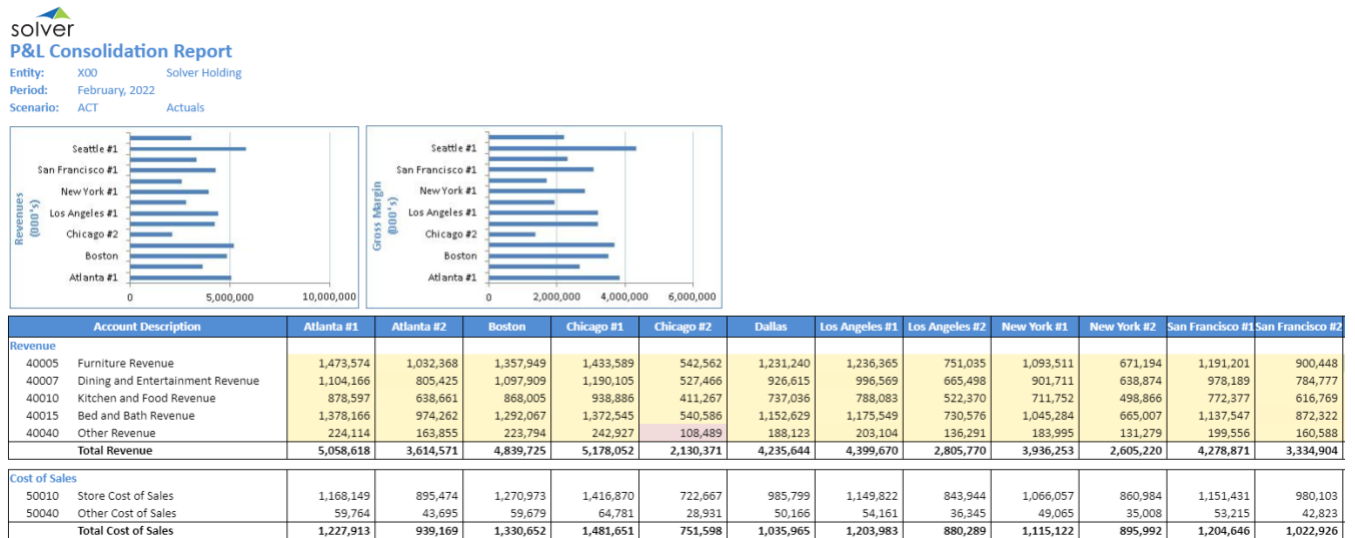 solver
P&L Consolidation Report
Entity: X00 Solver Holding
Period: February, 2022
Scenario: ACT Actuals
Revenues (000's)
Seattle #1
San Francisco #1
New York #1
Los Angeles #1
Chicago #2
Boston
Atlanta #1
0 5,000,000 10,000,000
Gross Margin (000's)
Seattle #1
San Francisco #1
New York #1
Los Angeles #1
Chicago #2
Boston
Atlanta #1
0 2,000,000 4,000,000 6,000,000
Account Description Atlanta #1 Atlanta #2 Boston Chicago #1 Chicago #2 Dallas Los Angeles #1 Los Angeles #2 New York #1 New York #2 San Francisco #1 San Francisco #2
Revenue
40005 Furniture Revenue 1,473,574 1,032,368 1,357,949 1,433,589 542,562 1,231,240 1,236,365 751,035 1,093,511 671,194 1,191,201 900,448
40007 Dining and Entertainment Revenue 1,104,166 805,425 1,097,909 1,190,105 527,466 926,615 996,569 665,498 901,711 638,874 978,189 784,777
40010 Kitchen and Food Revenue 878,597 638,661 868,005 938,886 411,267 737,036 788,083 522,370 711,752 498,866 772,377 616,769
40015 Bed and Bath Revenue 1,378,166 974,262 1,292,067 1,372,545 540,586 1,152,629 1,175,549 730,576 1,045,284 665,007 1,137,547 872,322
40040 Other Revenue 224,114 163,855 223,794 242,927 108,489 188,123 203,104 136,291 183,995 131,279 199,556 160,588
Total Revenue 5,058,618 3,614,571 4,839,725 5,178,052 2,130,371 4,235,644 4,399,670 2,805,770 3,936,253 2,605,220 4,278,871 3,334,904
Cost of Sales
50010 Store Cost of Sales 1,168,149 895,474 1,270,973 1,416,870 722,667 985,799 1,149,822 843,944 1,066,057 860,984 1,151,431 980,103
50040 Other Cost of Sales 59,764 43,695 59,679 64,781 28,931 50,166 54,161 36,345 49,065 35,008 53,215 42,823
Total Cost of Sales 1,227,913 939,169 1,330,652 1,481,651 751,598 1,035,965 1,203,983 880,289 1,115,122 895,992 1,204,646 1,022,926